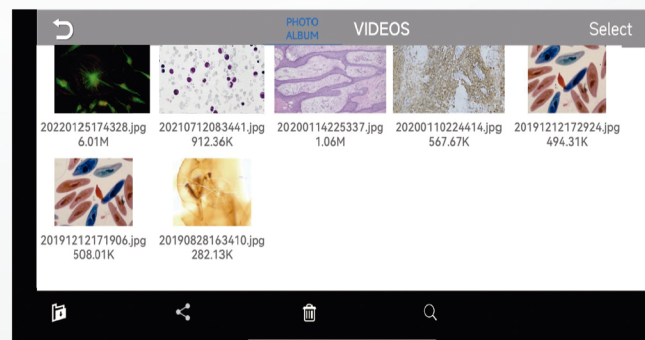 PHOTO
ALBUM
VIDEOS
Select
20220125174328.jpg
6.01M
20210712083441.jpg
912.36K
20200114225337.jpg
1.06M
20200110224414.jpg
567.67K
20191212172924.jpg
494.31K
20191212171906.jpg
508.01K
20190828163410.jpg
282.13K